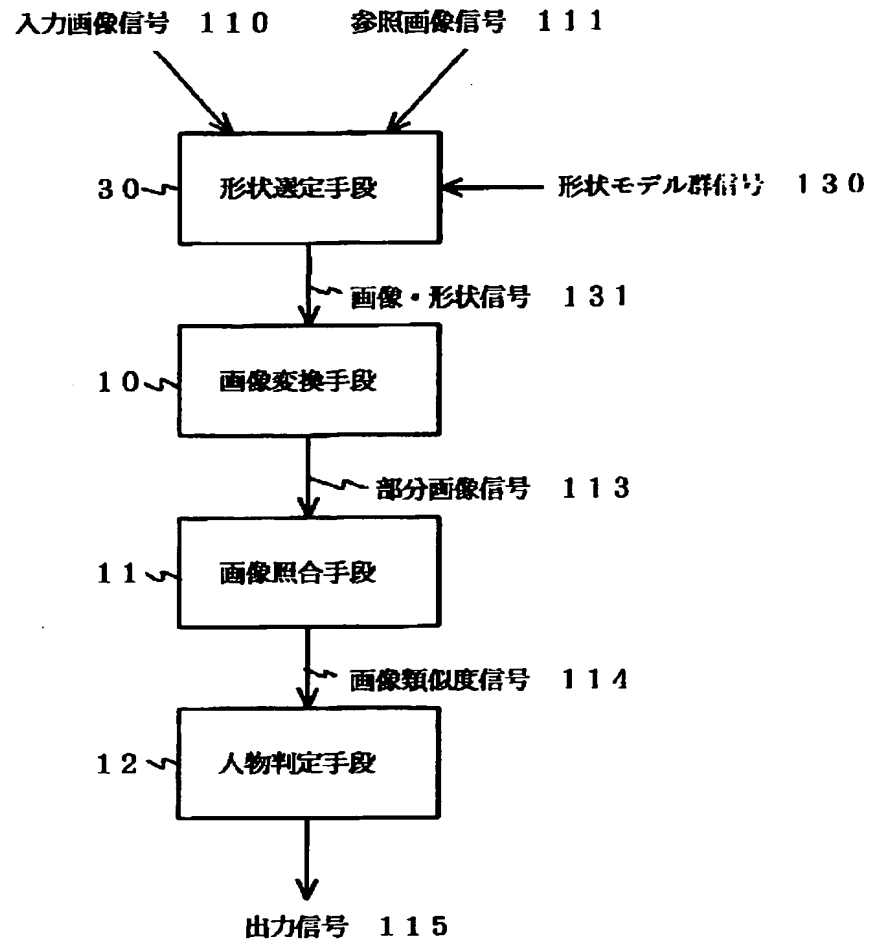 入力画像信号 110 参照画像信号 111
30 形状選定手段 形状モデル群信号 130
画像・形状信号 131
10 画像変換手段
部分画像信号 113
11 画像照合手段
画像類似度信号 114
12 人物判定手段
出力信号 115